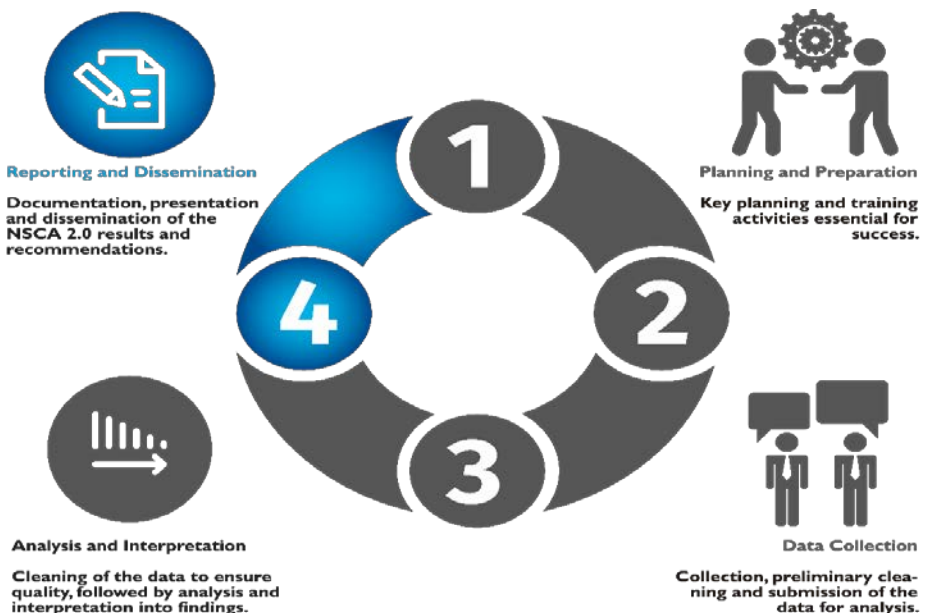 1
Planning and Preparation
Key planning and training
activities essential for
success.
2
Data Collection
Collection, preliminary clea-
ning and submission of the
data for analysis.
3
Analysis and Interpretation
Cleaning of the data to ensure
quality, followed by analysis and
interpretation into findings.
4
Reporting and Dissemination
Documentation, presentation
and dissemination of the
NSCA 2.0 results and
recommendations.